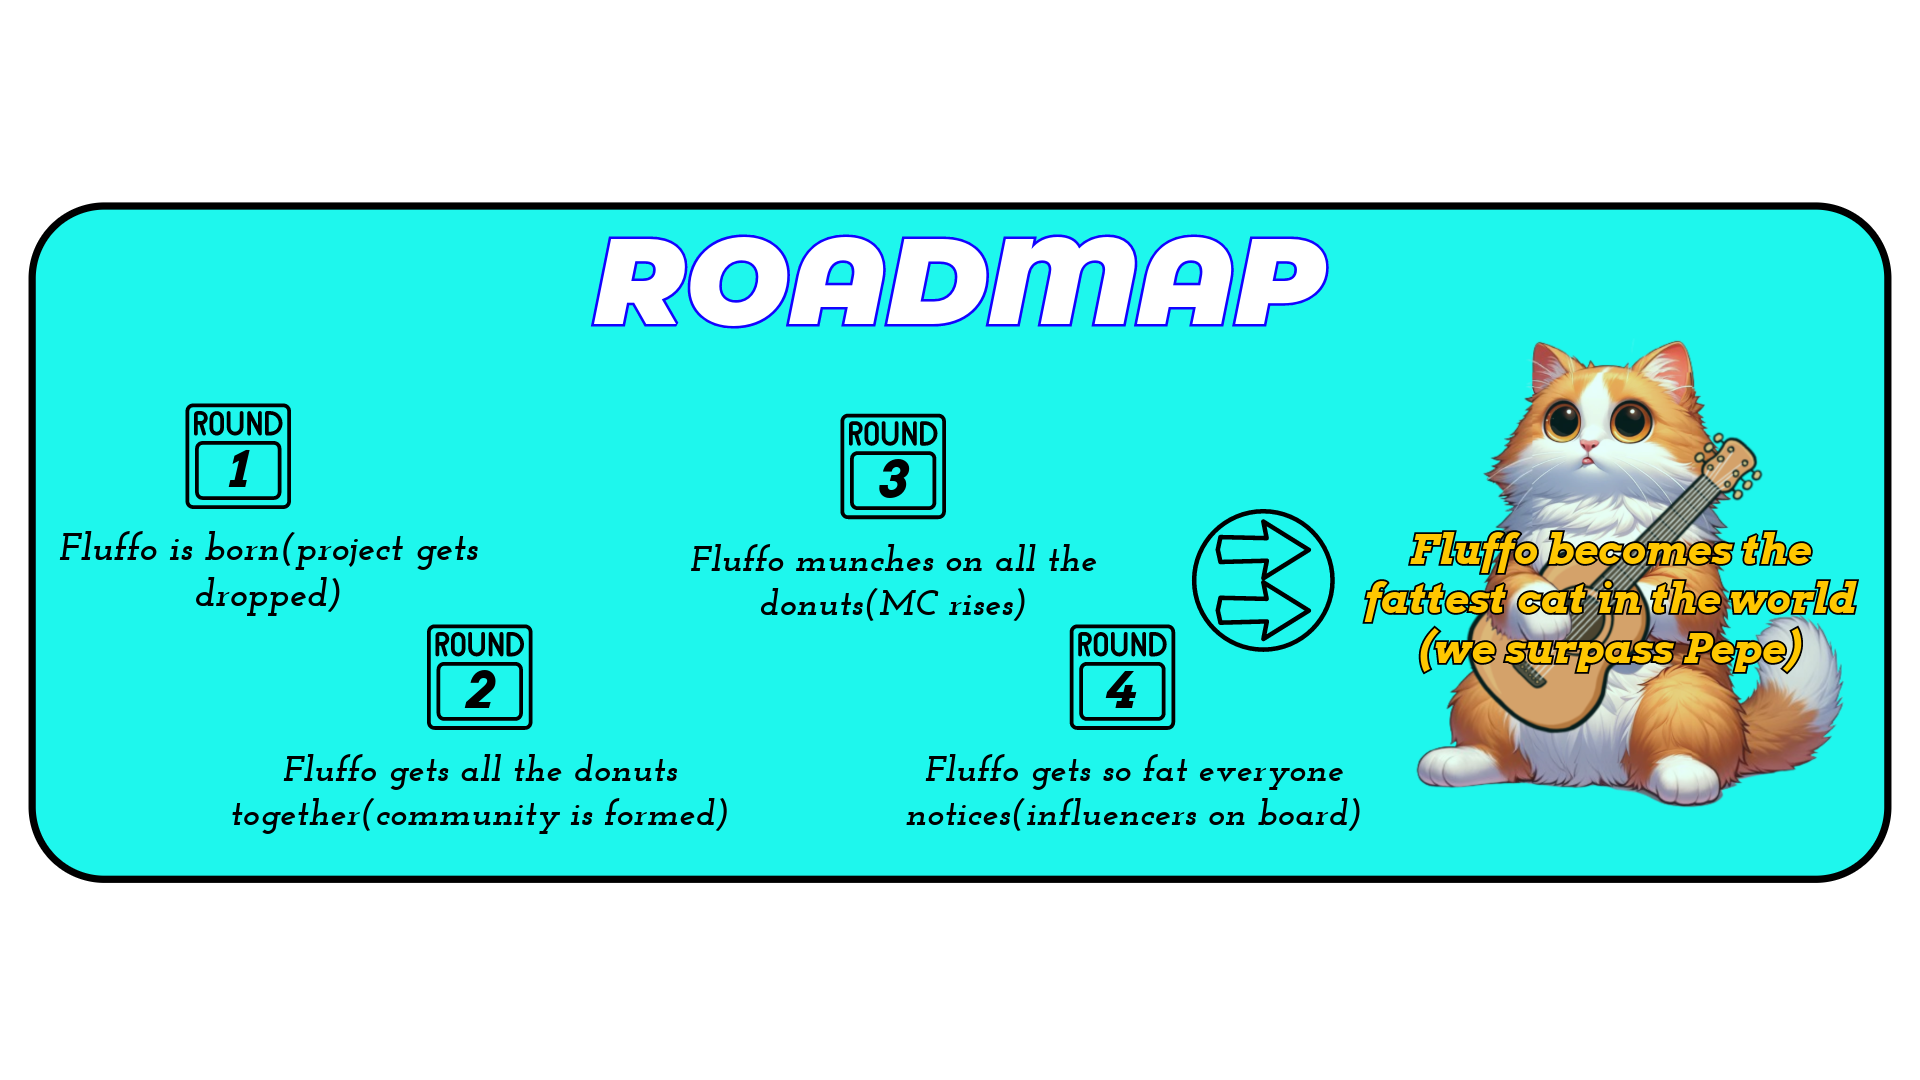 ROADMAP
ROUND
1
Fluffo is born(project gets
dropped)
ROUND
2
Fluffo gets all the donuts
together(community is formed)
ROUND
3
Fluffo munches on all the
donuts(MC rises)
ROUND
4
Fluffo gets so fat everyone
notices(influencers on board)
Fluffo becomes the
fattest cat in the world
(we surpass Pepe)